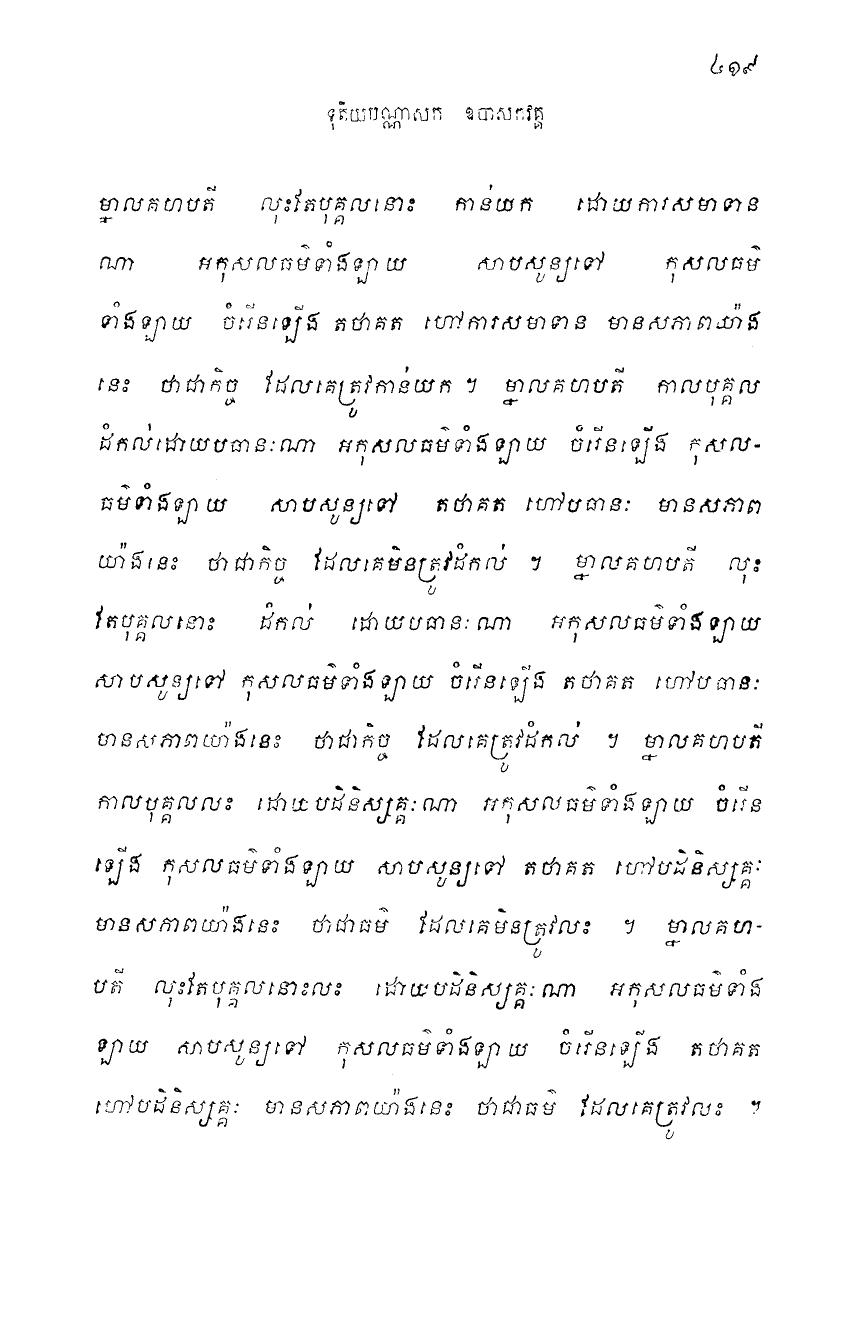 ៤១៩
ទុតិយបណ្ណាសក ឧបាសកវគ្គ
ម្នាលគហបតី លុះតែបុគ្គលនោះ កាន់យក ដោយការសមាទាន
ណា អកុសលធម៌ទាំងឡាយ សាបសូន្យទៅ កុសលធម៌
ទាំងឡាយ ចំរើនឡើង តថាគត ហៅការសមាទាន មានសភាពយ៉ាង
នេះ ថាជាកិច្ច ដែលគេត្រូវកាន់យក ។ ម្នាលគហបតី កាលបុគ្គល
ដំកល់ដោយបធានៈណា អកុសលធម៌ទាំងឡាយ ចំរើនឡើង កុសល-
ធម៌ទាំងឡាយ សាបសូន្យទៅ តថាគត ហៅបធានៈ មានសភាព
យ៉ាងនេះ ថាជាកិច្ច ដែលគេមិនត្រូវដំកល់ ។ ម្នាលគហបតី លុះ
តែបុគ្គលនោះ ដំកល់ ដោយបធានៈណា អកុសលធម៌ទាំងឡាយ
សាបសូន្យទៅ កុសលធម៌ទាំងឡាយ ចំរើនឡើង តថាគត ហៅបធានៈ
មានសភាពយ៉ាងនេះ ថាជាកិច្ច ដែលគេត្រូវដំកល់ ។ ម្នាលគហបតី
កាលបុគ្គលលះ ដោយបដិនិស្សគ្គៈណា អកុសលធម៌ទាំងឡាយ ចំរើន
ឡើង កុសលធម៌ទាំងឡាយ សាបសូន្យទៅ តថាគត ហៅបដិនិស្សគ្គៈ
មានសភាពយ៉ាងនេះ ថាជាធម៌ ដែលគេមិនត្រូវលះ ។ ម្នាលគហ-
បតី លុះតែបុគ្គលនោះលះ ដោយបដិនិស្សគ្គៈណា អកុសលធម៌ទាំង
ឡាយ សាបសូន្យទៅ កុសលធម៌ទាំងឡាយ ចំរើនឡើង តថាគត
ហៅបដិនិស្សគ្គៈ មានសភាពយ៉ាងនេះ ថាជាធម៌ ដែលគេត្រូវលះ ។